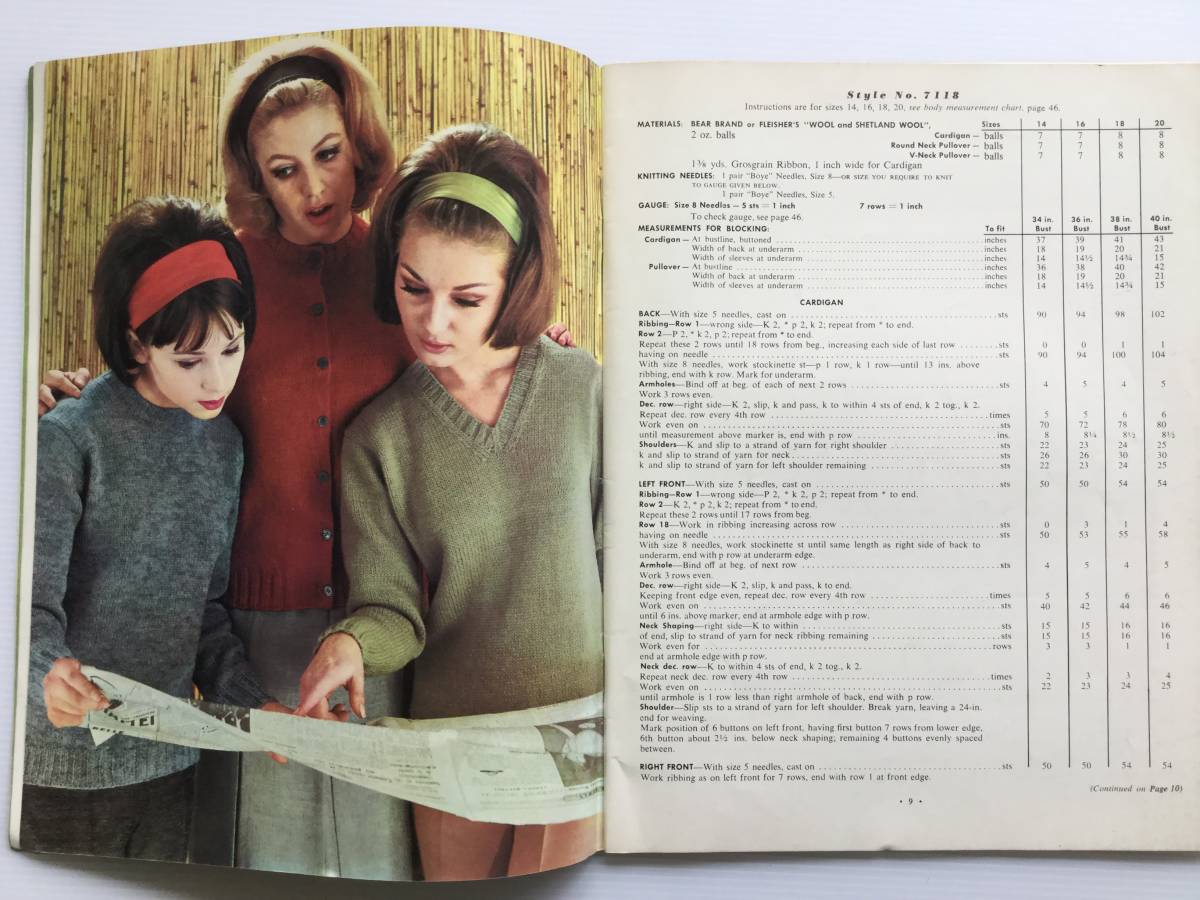 Style No. 7118
Instructions are for sizes 14, 16, 18, 20, see body measurement chart, page 46.
MATERIALS: BEAR BRAND or FLEISHER'S "WOOL and SHETLAND WOOL", Sizes 14 16 18 20
2 oz. balls Cardigan — balls 7 7 8 8
Round Neck Pullover — balls 7 7 8 8
V-Neck Pullover — balls 7 7 8 8
1⅜ yds. Grosgrain Ribbon, 1 inch wide for Cardigan
KNITTING NEEDLES: 1 pair "Boye" Needles, Size 8—OR SIZE YOU REQUIRE TO KNIT
TO GAUGE GIVEN BELOW.
1 pair "Boye" Needles, Size 5.
GAUGE: Size 8 Needles — 5 sts = 1 inch 7 rows = 1 inch
To check gauge, see page 46. 34 in. 36 in. 38 in. 40 in.
MEASUREMENTS FOR BLOCKING: To fit Bust Bust Bust Bust
Cardigan — At bustline, buttoned inches 37 39 41 43
Width of back at underarm inches 18 19 20 21
Width of sleeves at underarm inches 14 14½ 14¾ 15
Pullover — At bustline inches 36 38 40 42
Width of back at underarm inches 18 19 20 21
Width of sleeves at underarm inches 14 14½ 14¾ 15
CARDIGAN
BACK—With size 5 needles, cast on sts 90 94 98 102
Ribbing—Row 1—wrong side—K 2, * p 2, k 2; repeat from * to end.
Row 2—P 2, * k 2, p 2; repeat from * to end.
Repeat these 2 rows until 18 rows from beg., increasing each side of last row sts 0 0 1 1
having on needle sts 90 94 100 104
With size 8 needles, work stockinette st—p 1 row, k 1 row—until 13 ins. above
ribbing, end with k row. Mark for underarm.
Armholes—Bind off at beg. of each of next 2 rows sts 4 5 4 5
Work 3 rows even.
Dec. row—right side—K 2, slip, k and pass, k to within 4 sts of end, k 2 tog., k 2.
Repeat dec. row every 4th row times 5 5 6 6
Work even on sts 70 72 78 80
until measurement above marker is, end with p row ins. 8 8¼ 8½ 8½
Shoulders—K and slip to a strand of yarn for right shoulder sts 22 23 24 25
k and slip to strand of yarn for neck sts 26 26 30 30
k and slip to strand of yarn for left shoulder remaining sts 22 23 24 25
LEFT FRONT—With size 5 needles, cast on sts 50 50 54 54
Ribbing—Row 1—wrong side—P 2, * k 2, p 2; repeat from * to end.
Row 2—K 2, * p 2, k 2; repeat from * to end.
Repeat these 2 rows until 17 rows from beg.
Row 18—Work in ribbing increasing across row sts 0 3 1 4
having on needle sts 50 53 55 58
With size 8 needles, work stockinette st until same length as right side of back to
underarm, end with p row at underarm edge.
Armhole—Bind off at beg. of next row sts 4 5 4 5
Work 3 rows even.
Dec. row—right side—K 2, slip, k and pass, k to end.
Keeping front edge even, repeat dec. row every 4th row times 5 5 6 6
Work even on sts 40 42 44 46
until 6 ins. above marker, end at armhole edge with p row.
Neck Shaping—right side—K to within sts 15 15 16 16
of end, slip to strand of yarn for neck ribbing remaining sts 15 15 16 16
Work even for rows 3 3 1 1
end at armhole edge with p row.
Neck dec. row—K to within 4 sts of end, k 2 tog., k 2.
Repeat neck dec. row every 4th row times 2 3 3 4
Work even on sts 22 23 24 25
until armhole is 1 row less than right armhole of back, end with p row.
Shoulder—Slip sts to a strand of yarn for left shoulder. Break yarn, leaving a 24-in.
end for weaving.
Mark position of 6 buttons on left front, having first button 7 rows from lower edge,
6th button about 2½ ins. below neck shaping; remaining 4 buttons evenly spaced
between.
RIGHT FRONT—With size 5 needles, cast on sts 50 50 54 54
Work ribbing as on left front for 7 rows, end with row 1 at front edge.
(Continued on Page 10)
• 9 •